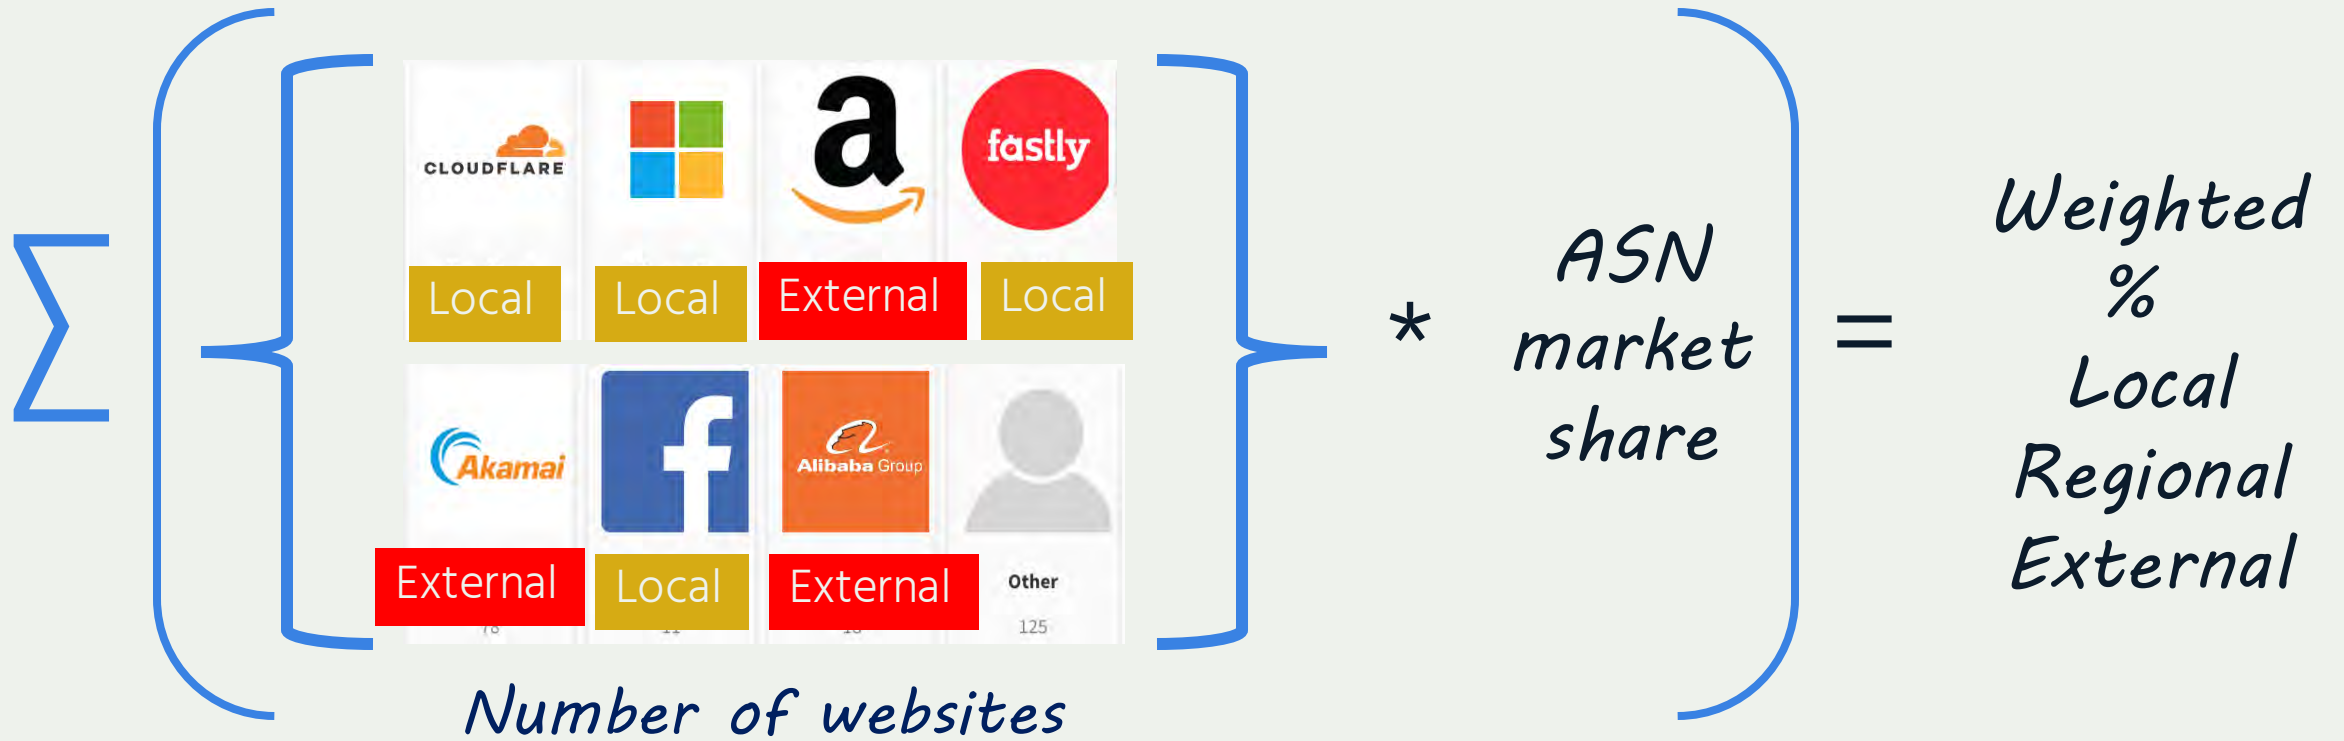 ∑
CLOUDFLARE
a
fastly
Local
Local
External
Local
Akamai
f
Alibaba Group
External
Local
External
Other
125
Number of websites
*
ASN
market
share
=
Weighted
%
Local
Regional
External